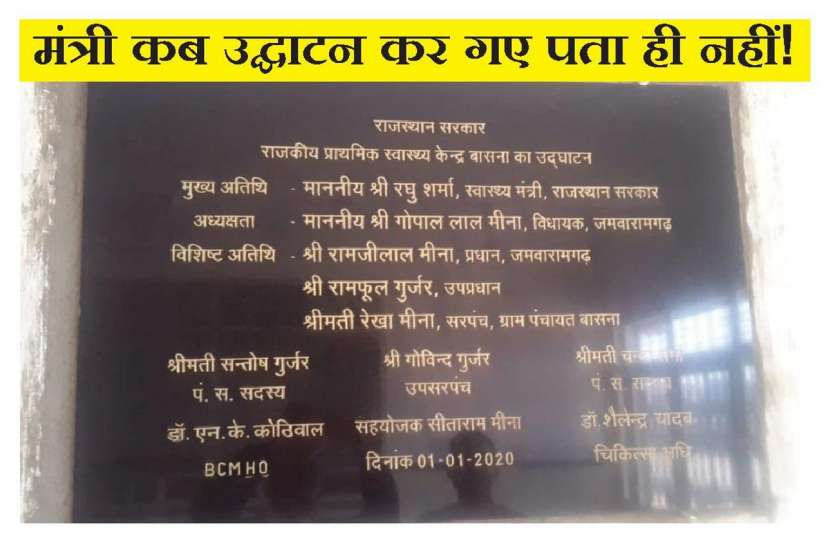 मंत्री कब उद्घाटन कर गए पता ही नहीं!
राजस्थान सरकार
राजकीय प्राथमिक स्वास्थ्य केन्द्र बासना का उद्घाटन
मुख्य अतिथि - माननीय श्री रघु शर्मा, स्वास्थ्य मंत्री, राजस्थान सरकार
अध्यक्षता - माननीय श्री गोपाल लाल मीना, विधायक, जमवारामगढ़
विशिष्ट अतिथि - श्री रामजीलाल मीना, प्रधान, जमवारामगढ़
श्री रामफूल गुर्जर, उपप्रधान
श्रीमती रेखा मीना, सरपंच, ग्राम पंचायत बासना
श्रीमती सन्तोष गुर्जर श्री गोविन्द गुर्जर श्रीमती
पं. स. सदस्य उपसरपंच पं. स.
डॉ. एन. के. कोठिवाल सहयोजक सीताराम मीना डॉ. शैलेन्द्र यादव
BCMHO दिनांक 01-01-2020 चिकित्सा